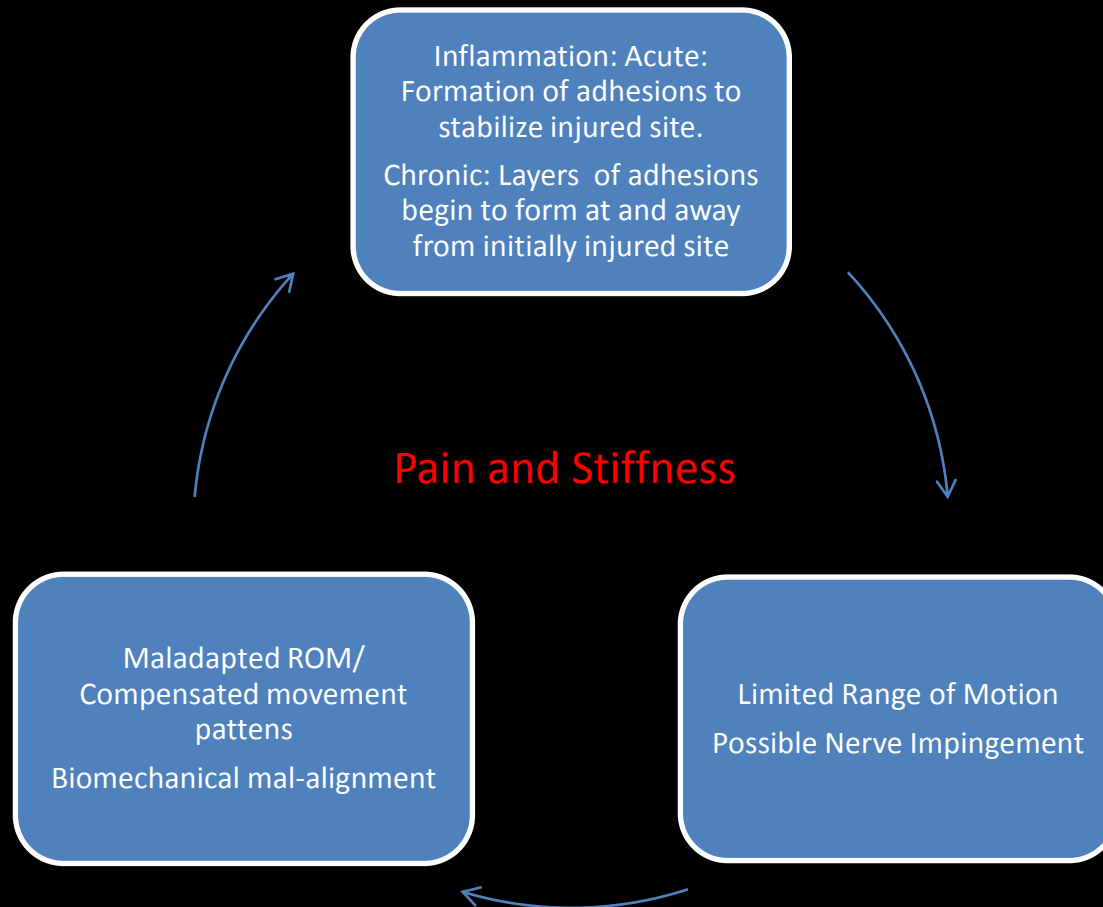 Inflammation: Acute:
Formation of adhesions to
stabilize injured site.
Chronic: Layers of adhesions
begin to form at and away
from initially injured site
Pain and Stiffness
Maladapted ROM/
Compensated movement
pattens
Biomechanical mal-alignment
Limited Range of Motion
Possible Nerve Impingement